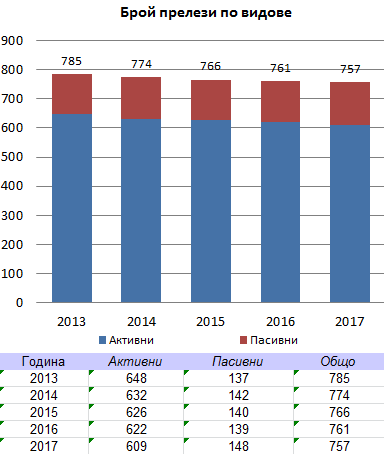 Брой прелези по видове
900
800
700
600
500
400
300
200
100
0
785 774 766 761 757
2013 2014 2015 2016 2017
Активни Пасивни
Година Активни Пасивни Общо
2013 648 137 785
2014 632 142 774
2015 626 140 766
2016 622 139 761
2017 609 148 757